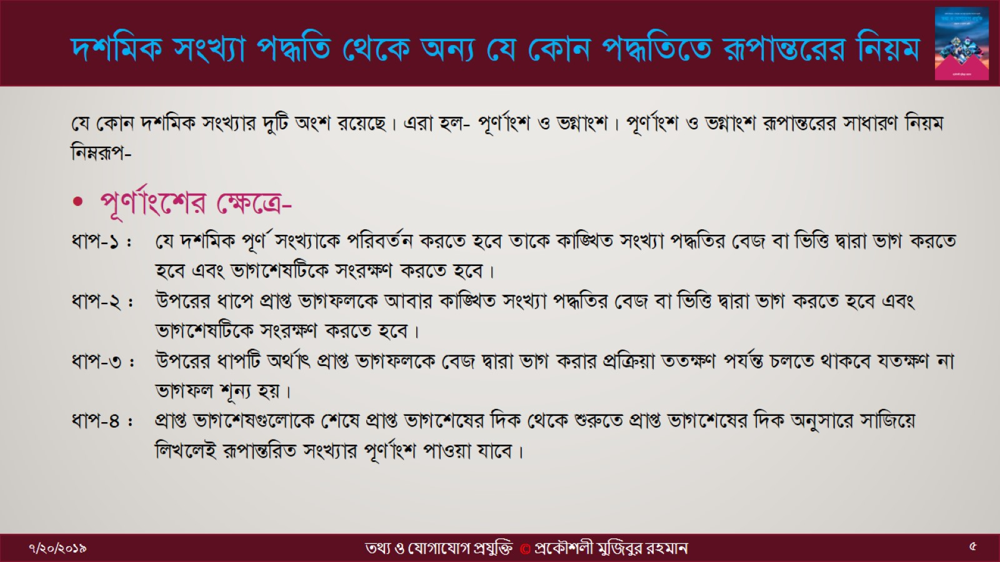 দশমিক সংখ্যা পদ্ধতি থেকে অন্য যে কোন পদ্ধতিতে রূপান্তরের নিয়ম
যে কোন দশমিক সংখ্যার দুটি অংশ রয়েছে। এরা হল- পূর্ণাংশ ও ভগ্নাংশ। পূর্ণাংশ ও ভগ্নাংশ রূপান্তরের সাধারণ নিয়ম
নিম্নরূপ-
• পূর্ণাংশের ক্ষেত্রে-
ধাপ-১ : যে দশমিক পূর্ণ সংখ্যাকে পরিবর্তন করতে হবে তাকে কাঙ্খিত সংখ্যা পদ্ধতির বেজ বা ভিত্তি দ্বারা ভাগ করতে
হবে এবং ভাগশেষটিকে সংরক্ষণ করতে হবে।
ধাপ-২ : উপরের ধাপে প্রাপ্ত ভাগফলকে আবার কাঙ্খিত সংখ্যা পদ্ধতির বেজ বা ভিত্তি দ্বারা ভাগ করতে হবে এবং
ভাগশেষটিকে সংরক্ষণ করতে হবে।
ধাপ-৩ : উপরের ধাপটি অর্থাৎ প্রাপ্ত ভাগফলকে বেজ দ্বারা ভাগ করার প্রক্রিয়া ততক্ষণ পর্যন্ত চলতে থাকবে যতক্ষণ না
ভাগফল শূন্য হয়।
ধাপ-৪ : প্রাপ্ত ভাগশেষগুলোকে শেষে প্রাপ্ত ভাগশেষের দিক থেকে শুরুতে প্রাপ্ত ভাগশেষের দিক অনুসারে সাজিয়ে
লিখলেই রূপান্তরিত সংখ্যার পূর্ণাংশ পাওয়া যাবে।
৭/২০/২০১৯ তথ্য ও যোগাযোগ প্রযুক্তি © প্রকৌশলী মুজিবুর রহমান ৫